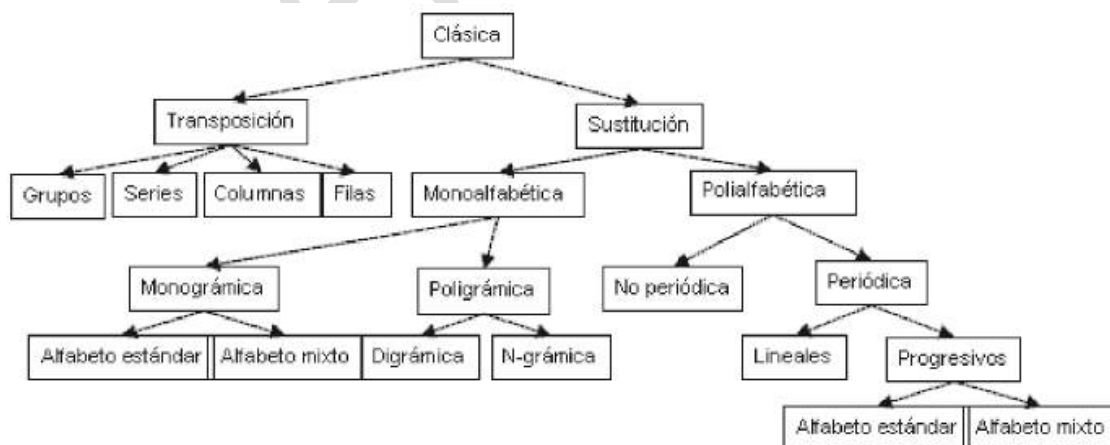 Clásica
Transposición
Sustitución
Grupos
Series
Columnas
Filas
Monoalfabética
Polialfabética
Monográmica
Poligrámica
No periódica
Periódica
Alfabeto estándar
Alfabeto mixto
Digrámica
N-grámica
Lineales
Progresivos
Alfabeto estándar
Alfabeto mixto